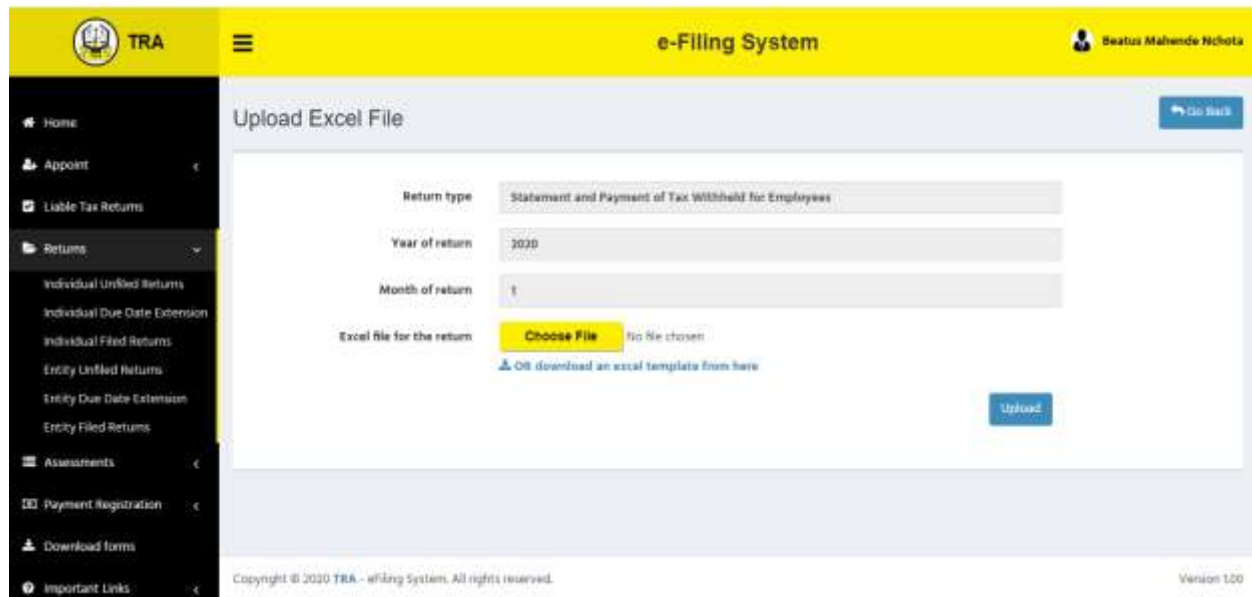 TRA
e-Filing System
Beatus Mahende Nchota
Home
Appoint
Liable Tax Returns
Returns
Individual Unfiled Returns
Individual Due Date Extension
Individual Filed Returns
Entity Unfiled Returns
Entity Due Date Extension
Entity Filed Returns
Assessments
Payment Registration
Download forms
Important Links
Upload Excel File
Go Back
Return type Statement and Payment of Tax Withheld for Employees
Year of return 2020
Month of return 1
Excel file for the return Choose File No file chosen
OR download an excel template from here
Upload
Copyright © 2020 TRA - eFiling System. All rights reserved.
Version 1.00